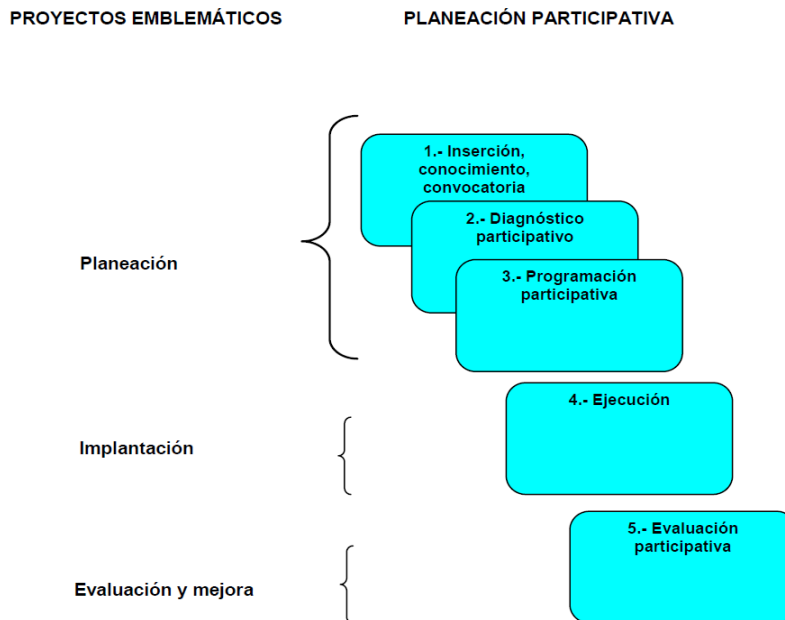 PROYECTOS EMBLEMÁTICOS PLANEACIÓN PARTICIPATIVA
1.- Inserción,
conocimiento,
convocatoria
2.- Diagnóstico
participativo
Planeación
3.- Programación
participativa
4.- Ejecución
Implantación
5.- Evaluación
participativa
Evaluación y mejora